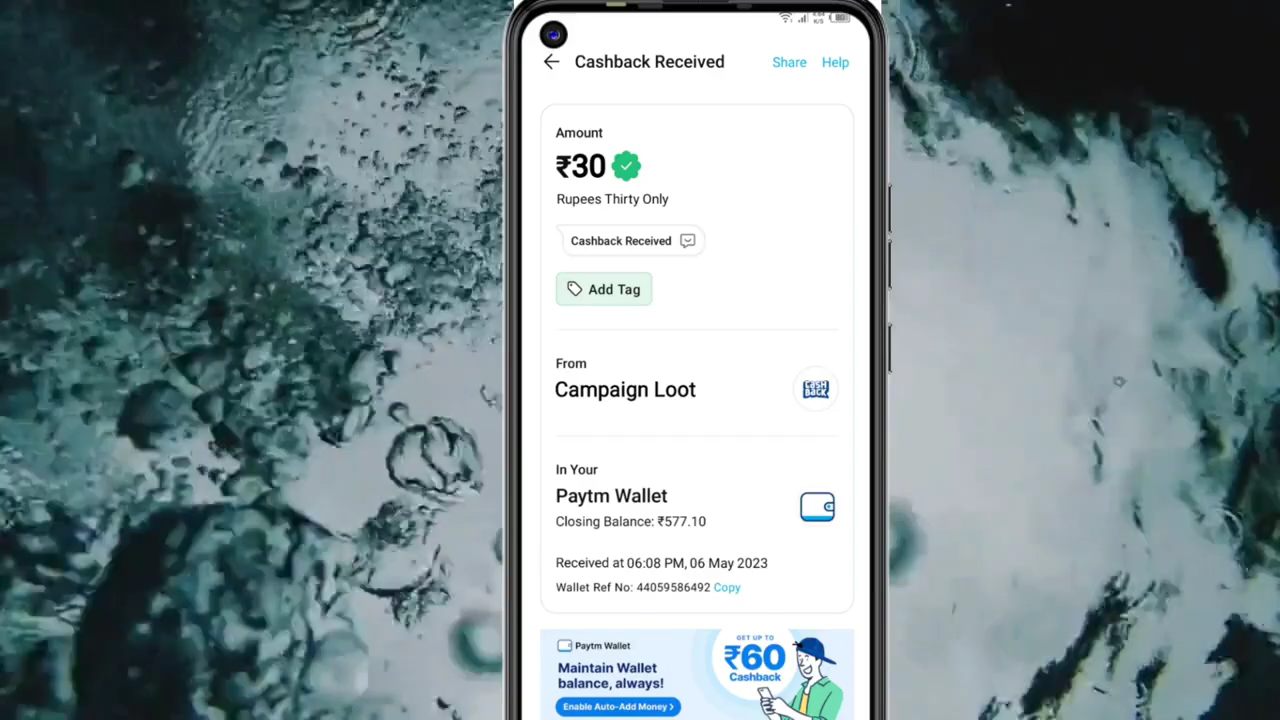 Cashback Received
Share
Help
Amount
₹30
Rupees Thirty Only
Cashback Received
Add Tag
From
Campaign Loot
CASH BACK
In Your
Paytm Wallet
Closing Balance: ₹577.10
Received at 06:08 PM, 06 May 2023
Wallet Ref No: 44059586492 Copy
Paytm Wallet
Maintain Wallet
balance, always!
Enable Auto-Add Money >
GET UP TO
₹60
Cashback